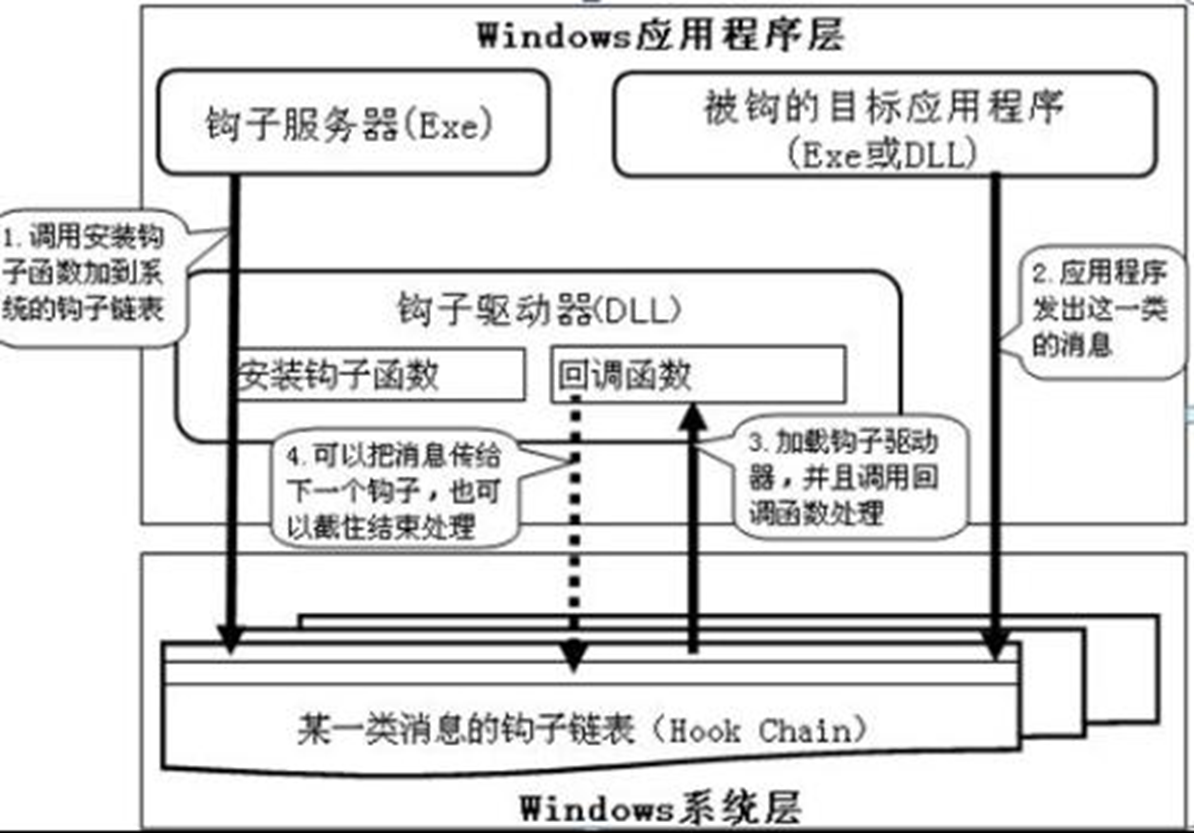 Windows应用程序层
钩子服务器(Exe)
被钩的目标应用程序
(Exe或DLL)
1.调用安装钩
子函数加到系
统的钩子链表
2.应用程序
发出这一类
的消息
钩子驱动器(DLL)
安装钩子函数
回调函数
3.加载钩子驱动
器，并且调用回
调函数处理
4.可以把消息传给
下一个钩子，也可
以截住结束处理
某一类消息的钩子链表（Hook Chain）
Windows系统层